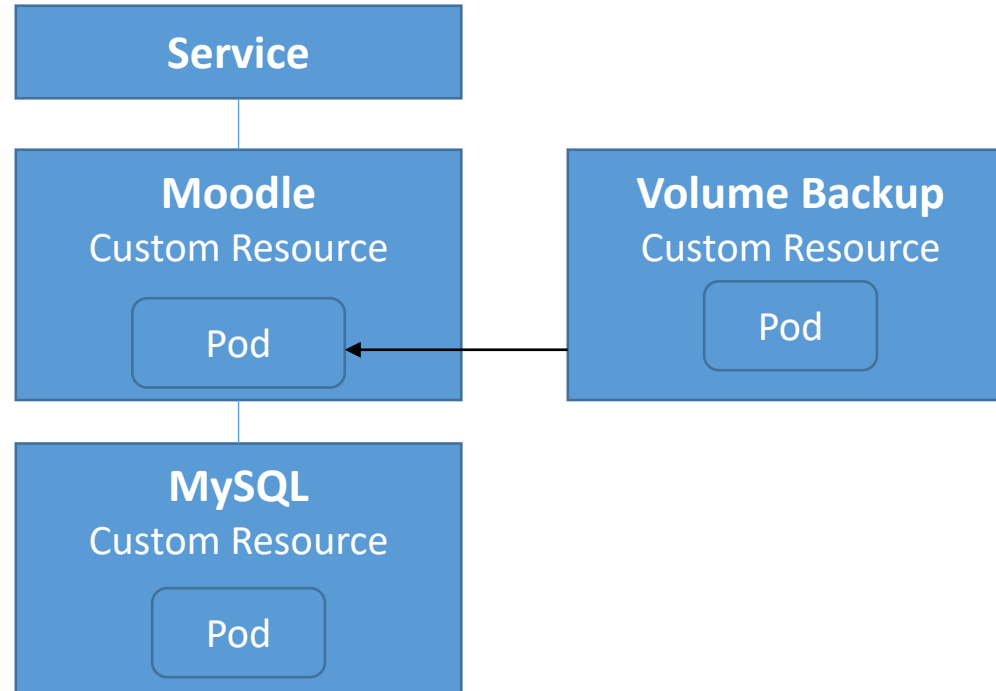 Service
Moodle
Custom Resource
Pod
Volume Backup
Custom Resource
Pod
MySQL
Custom Resource
Pod